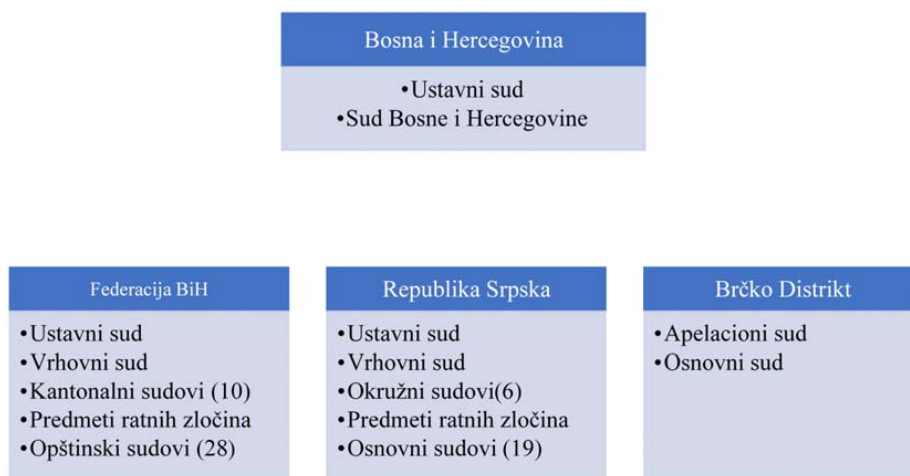 Bosna i Hercegovina
•Ustavni sud
•Sud Bosne i Hercegovine
Federacija BiH
•Ustavni sud
•Vrhovni sud
•Kantonalni sudovi (10)
•Predmeti ratnih zločina
•Opštinski sudovi (28)
Republika Srpska
•Ustavni sud
•Vrhovni sud
•Okružni sudovi(6)
•Predmeti ratnih zločina
•Osnovni sudovi (19)
Brčko Distrikt
•Apelacioni sud
•Osnovni sud